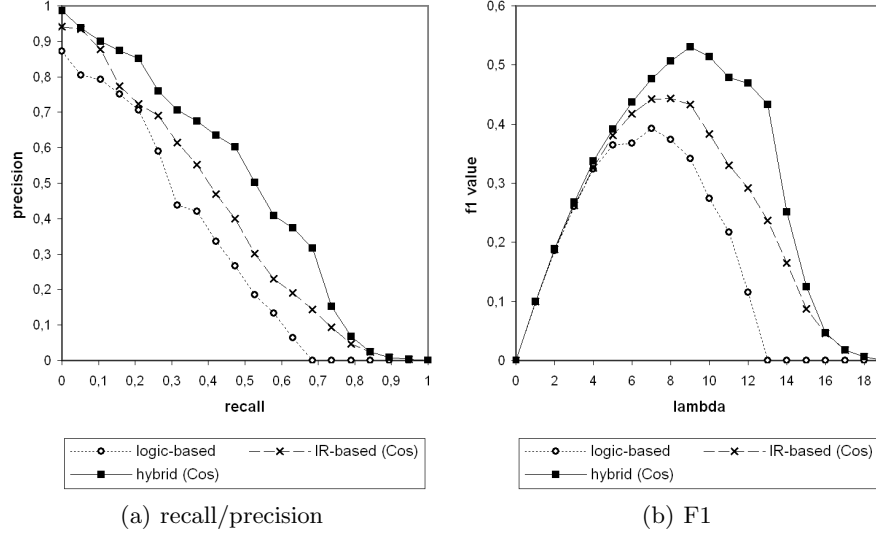 1
0,9
0,8
0,7
0,6
0,5
0,4
0,3
0,2
0,1
0
precision
0 0,1 0,2 0,3 0,4 0,5 0,6 0,7 0,8 0,9 1
recall
logic-based IR-based (Cos)
hybrid (Cos)
(a) recall/precision
0,6
0,5
0,4
0,3
0,2
0,1
0
f1 value
0 2 4 6 8 10 12 14 16 18
lambda
logic-based IR-based (Cos)
hybrid (Cos)
(b) F1